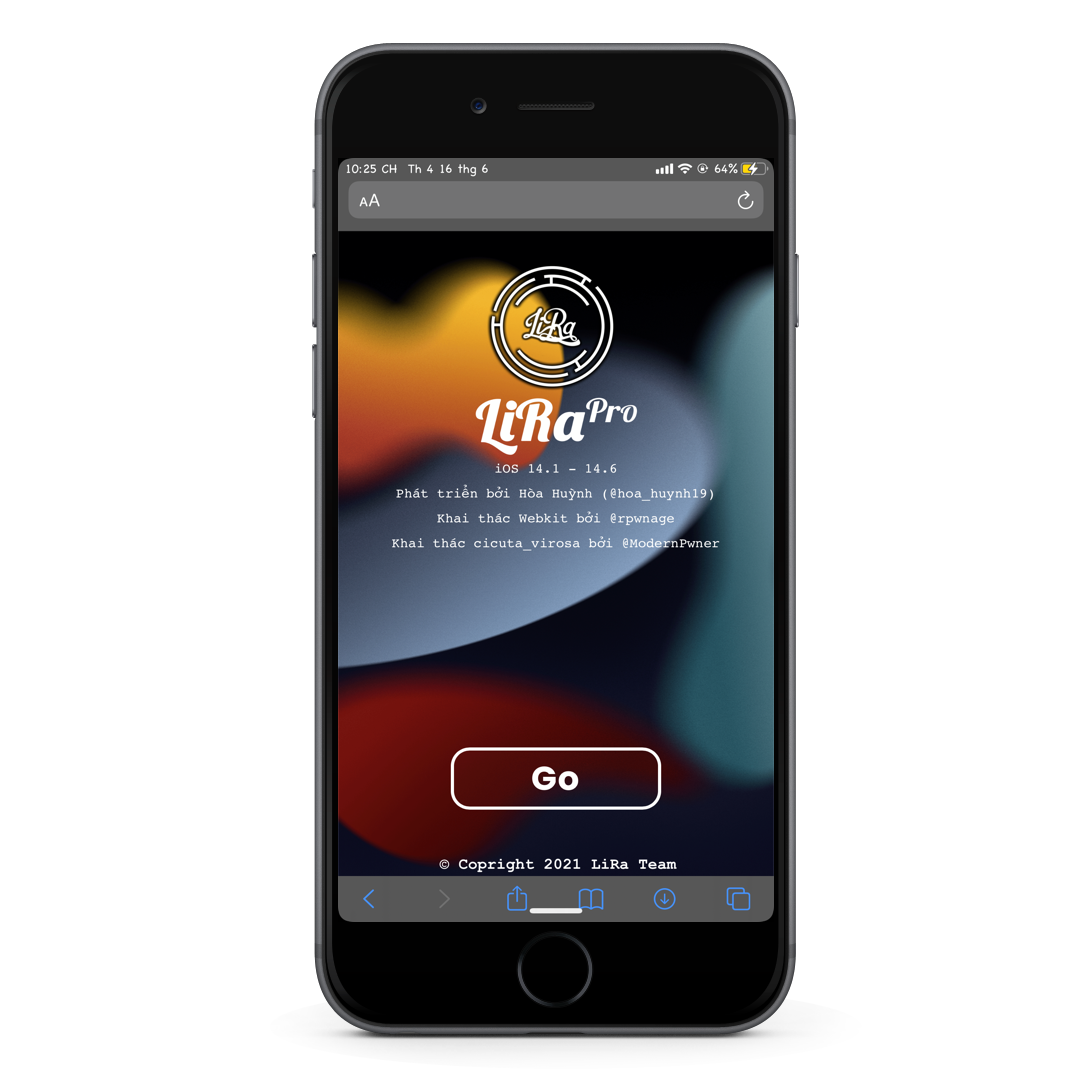 10:25 CH Th 4 16 thg 6 64%
AA
LiRa
LiRa Pro
iOS 14.1 - 14.6
Phát triển bởi Hòa Huỳnh (@hoa_huynh19)
Khai thác Webkit bởi @rpwnage
Khai thác cicuta_virosa bởi @ModernPwner
Go
© Copright 2021 LiRa Team